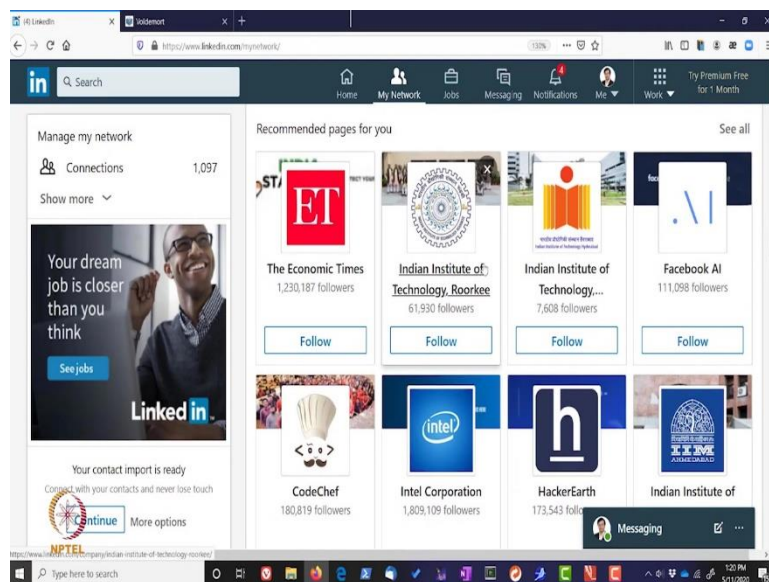 (4) LinkedIn
Voldemort
https://www.linkedin.com/mynetwork/
in
Search
Home
My Network
Jobs
Messaging
Notifications
4
Me
Work
Try Premium Free
for 1 Month
Manage my network
Connections 1,097
Show more
Your dream
job is closer
than you
think
See jobs
Linked in
Your contact import is ready
Connect with your contacts and never lose touch
Continue More options
NPTEL
Recommended pages for you
See all
ET
The Economic Times
1,230,187 followers
Follow
Indian Institute of
Technology, Roorkee
61,930 followers
Follow
Indian Institute of
Technology,...
7,608 followers
Follow
Facebook AI
111,098 followers
Follow
CodeChef
180,819 followers
intel
Intel Corporation
1,809,109 followers
h
HackerEarth
173,543
IIM
AHMEDABAD
Indian Institute of
Messaging
https://www.linkedin.com/company/indian-institute-of-technology-roorkee/
Type here to search
1:20 PM
5/11/2020